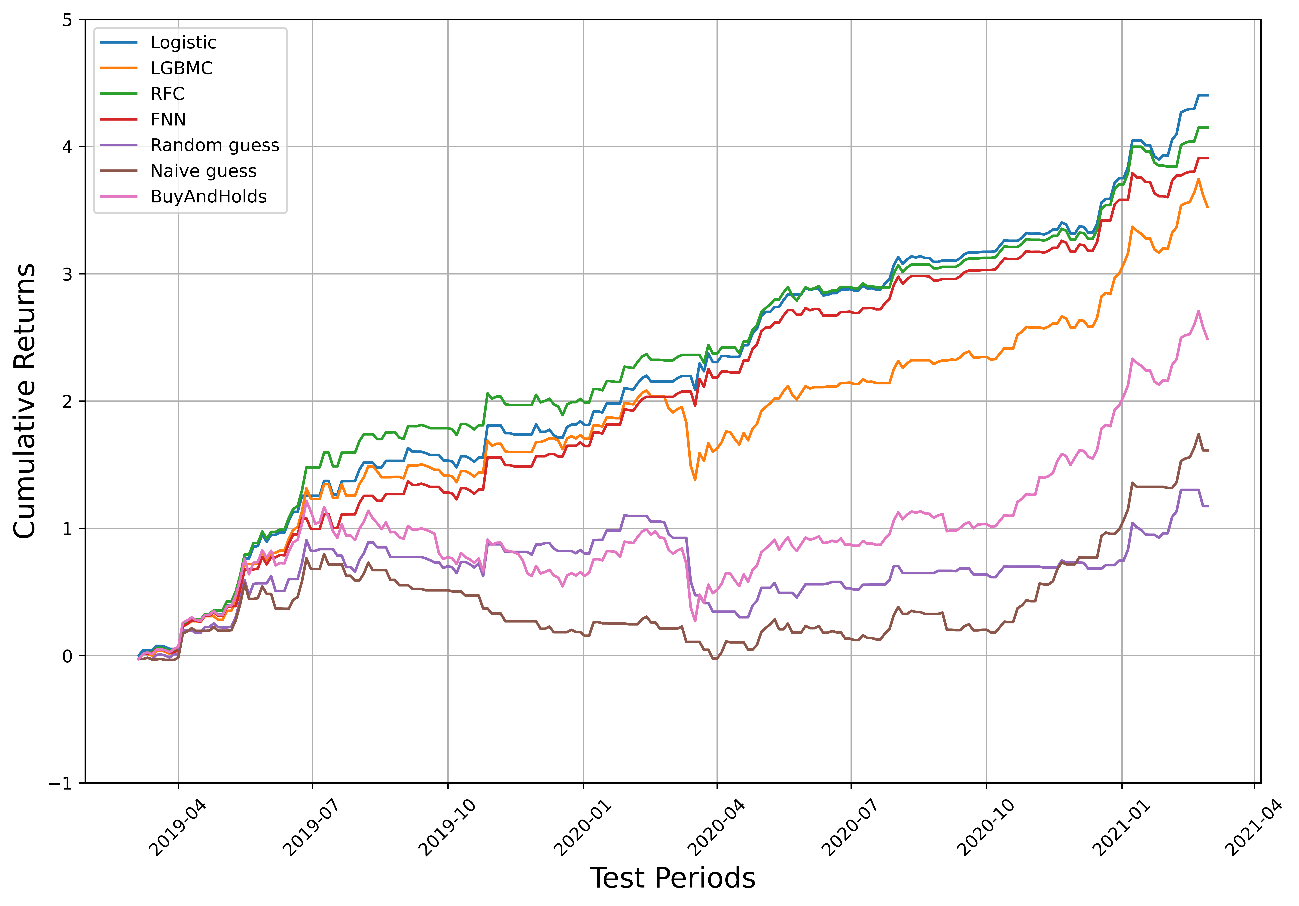 Logistic
LGBMC
RFC
FNN
Random guess
Naive guess
BuyAndHolds
Cumulative Returns
5
4
3
2
1
0
−1
2019-04
2019-07
2019-10
2020-01
2020-04
2020-07
2020-10
2021-01
2021-04
Test Periods